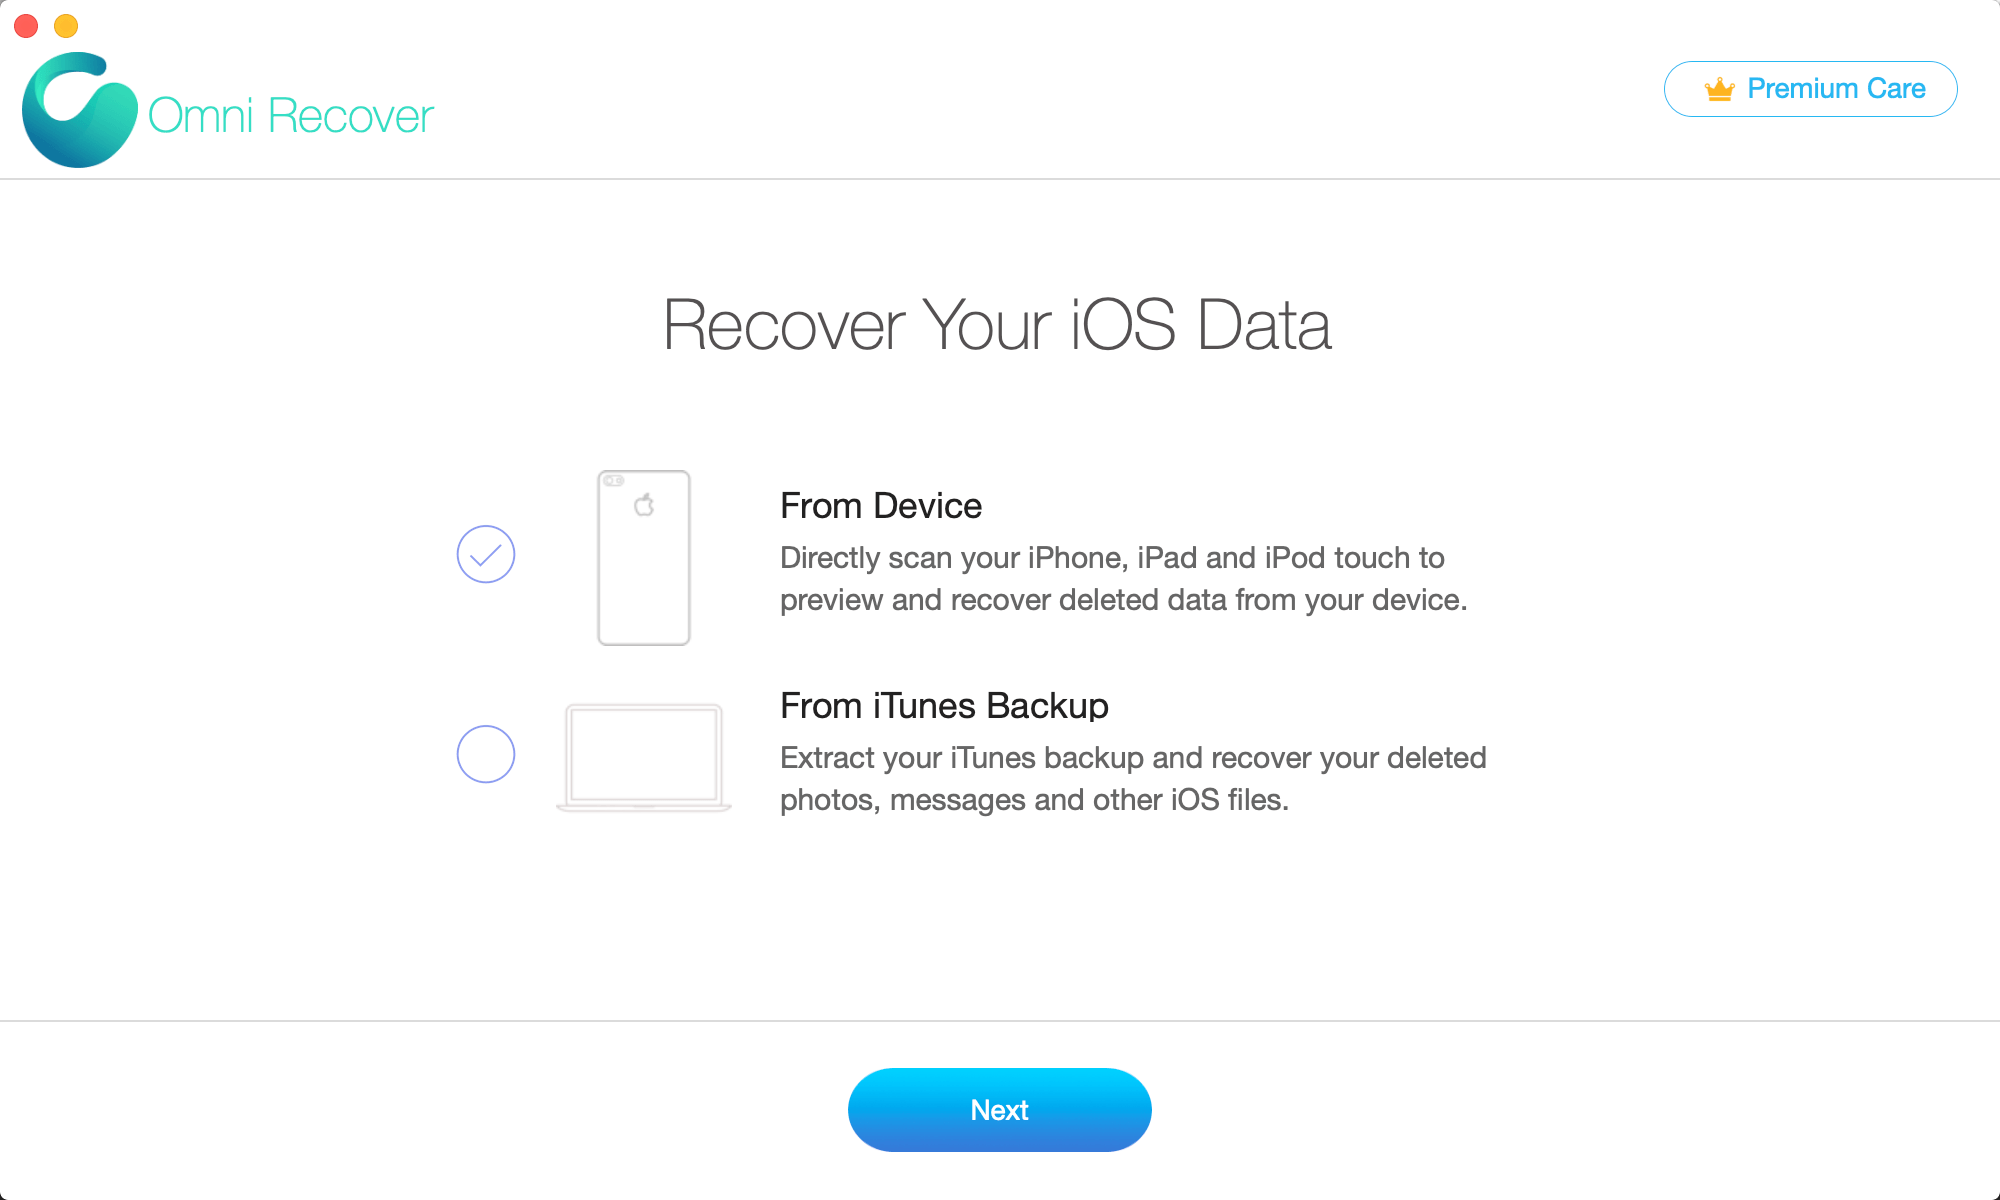 Omni Recover
Premium Care
Recover Your iOS Data
From Device
Directly scan your iPhone, iPad and iPod touch to
preview and recover deleted data from your device.
From iTunes Backup
Extract your iTunes backup and recover your deleted
photos, messages and other iOS files.
Next